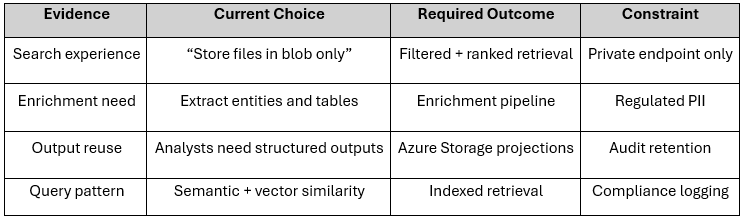 Evidence Current Choice Required Outcome Constraint
Search experience “Store files in blob only” Filtered + ranked retrieval Private endpoint only
Enrichment need Extract entities and tables Enrichment pipeline Regulated PII
Output reuse Analysts need structured outputs Azure Storage projections Audit retention
Query pattern Semantic + vector similarity Indexed retrieval Compliance logging